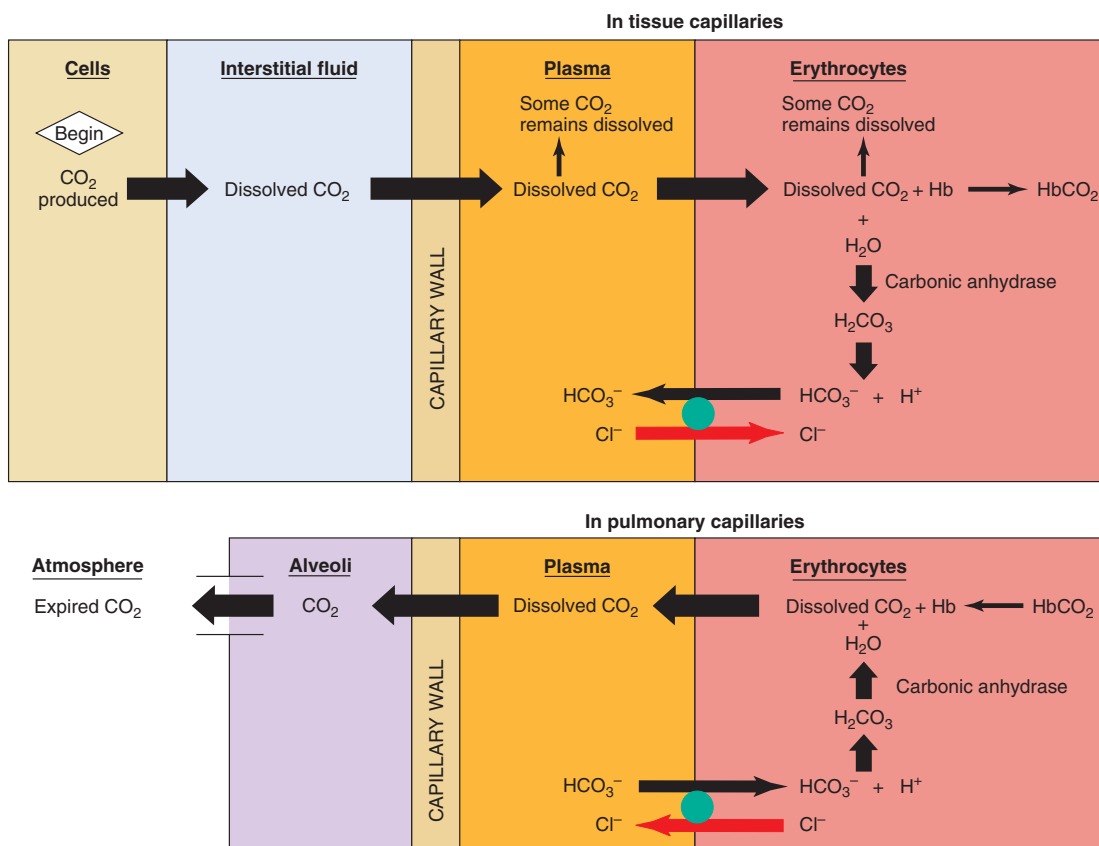 In tissue capillaries
Cells
Interstitial fluid
Plasma
Erythrocytes
Begin
Some CO₂
remains dissolved
Some CO₂
remains dissolved
CO₂
produced
Dissolved CO₂
Dissolved CO₂
Dissolved CO₂ + Hb
HbCO₂
+
H₂O
Carbonic anhydrase
H₂CO₃
CAPILLARY WALL
HCO₃⁻
HCO₃⁻ + H⁺
Cl⁻
Cl⁻
In pulmonary capillaries
Atmosphere
Alveoli
Plasma
Erythrocytes
Expired CO₂
CO₂
Dissolved CO₂
Dissolved CO₂ + Hb
HbCO₂
+
H₂O
Carbonic anhydrase
H₂CO₃
CAPILLARY WALL
HCO₃⁻
HCO₃⁻ + H⁺
Cl⁻
Cl⁻